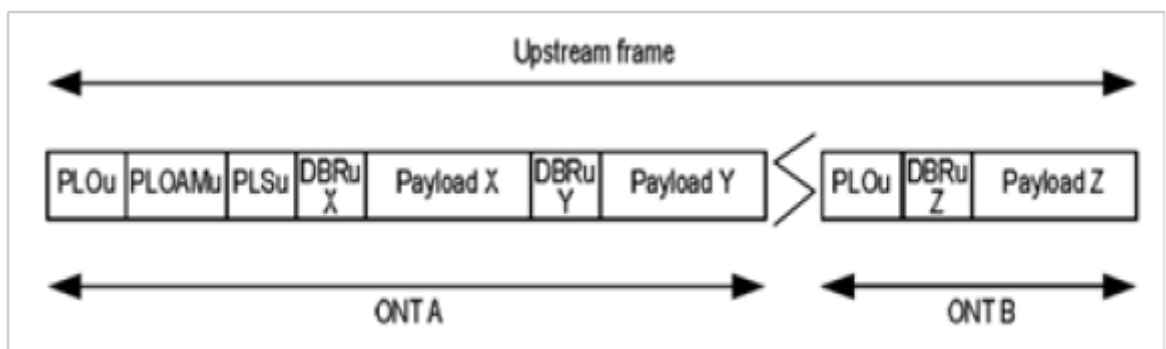 Upstream frame
PLOu PLOAMu PLSu DBRu X Payload X DBRu Y Payload Y PLOu DBRu Z Payload Z
ONT A ONT B